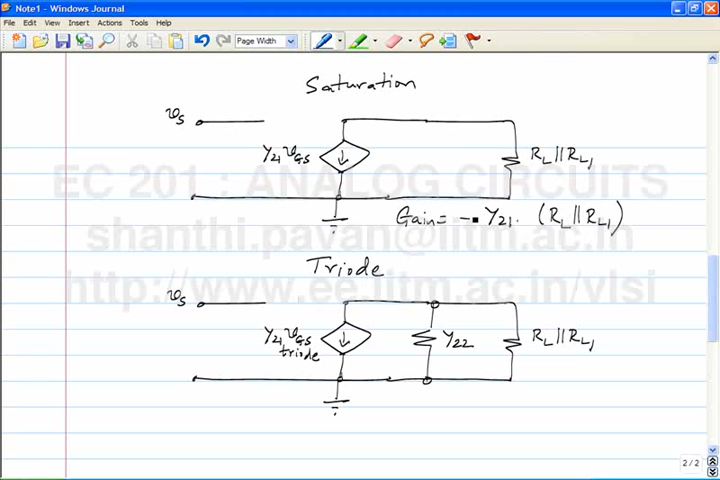 Note1 - Windows Journal
File Edit View Insert Actions Tools Help
Page Width
Saturation
vs
Y21 vGS
RL || RL1
EC 201 : ANALOG CIRCUITS
Gain = - Y21. (RL || RL1)
shanthi.pavan@iitm.ac.in
Triode
http://www.ee.iitm.ac.in/vlsi
vs
Y21 vGS
triode
Y22
RL || RL1
2 / 2